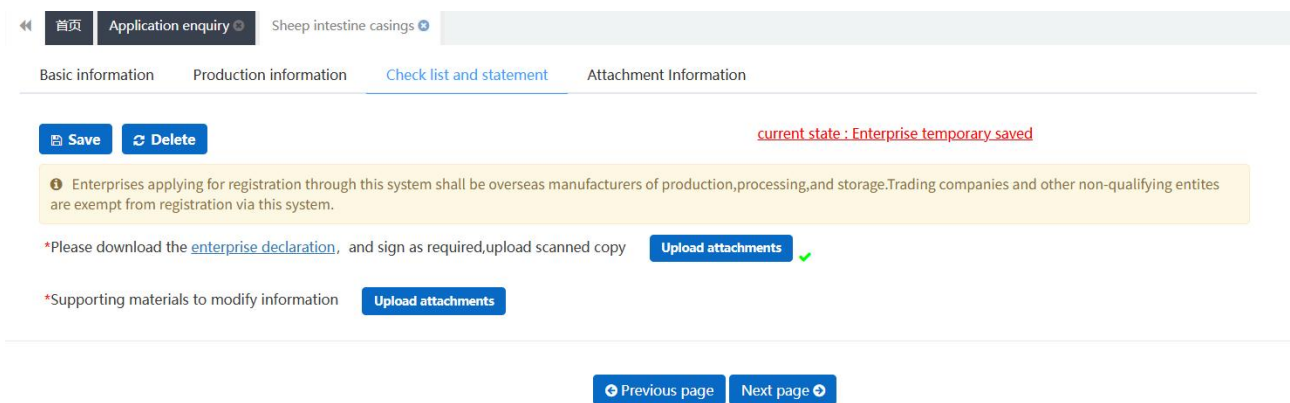 首页 Application enquiry Sheep intestine casings
Basic information Production information Check list and statement Attachment Information
Save Delete current state : Enterprise temporary saved
Enterprises applying for registration through this system shall be overseas manufacturers of production,processing,and storage.Trading companies and other non-qualifying entites
are exempt from registration via this system.
*Please download the enterprise declaration，and sign as required,upload scanned copy Upload attachments
*Supporting materials to modify information Upload attachments
Previous page Next page